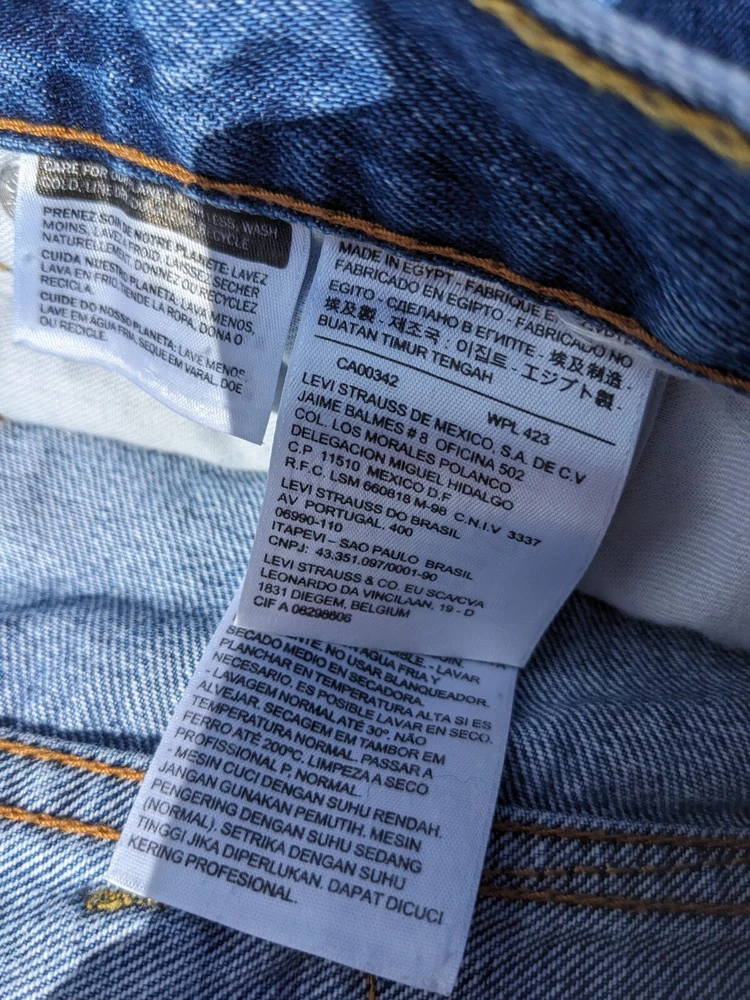 CARE FOR OUR PLANET: WASH LESS, WASH
COLD, LINE DRY,
RECYCLE
PRENEZ SOIN DE NOTRE PLANETE: LAVEZ
MOINS, LAVEZ FROID, LAISSEZ SECHER
NATURELLEMENT, DONNEZ OU RECYCLEZ
CUIDA NUESTRO PLANETA: LAVA MENOS,
LAVA EN FRIO, TIENDE LA ROPA, DONA O
RECICLA.
CUIDE DO NOSSO PLANETA: LAVE MENOS,
LAVE EM ÁGUA FRIA, SEQUE EM VARAL, DOE
OU RECICLE.
MADE IN EGYPT - FABRIQUE E
FABRICADO EN EGIPTO - FABRICADO NO
EGITO - СДЕЛАНО В ЕГИПТЕ - 埃及制造 -
埃及製 - 제조국 : 이집트 - エジプト製 -
BUATAN TIMUR TENGAH
CA00342 WPL 423
LEVI STRAUSS DE MEXICO, S.A. DE C.V
JAIME BALMES # 8 OFICINA 502
COL. LOS MORALES POLANCO
DELEGACION MIGUEL HIDALGO
C.P 11510 MEXICO D.F
R.F.C. LSM 660818 M-98 C.N.I.V 3337
LEVI STRAUSS DO BRASIL
AV PORTUGAL. 400
06990-110
ITAPEVI - SAO PAULO BRASIL
CNPJ: 43.351.097/0001-90
LEVI STRAUSS & CO. EU SCA/CVA
LEONARDO DA VINCILAAN, 19 - D
1831 DIEGEM, BELGIUM
CIF A 08298606
- LAVAR
AGUA FRIA Y
NO USAR BLANQUEADOR.
SECADO MEDIO EN SECADORA.
PLANCHAR EN TEMPERATURA ALTA SI ES
NECESARIO. ES POSIBLE LAVAR EN SECO.
- LAVAGEM NORMAL ATÉ 30º. NÃO
ALVEJAR. SECAGEM EM TAMBOR EM
TEMPERATURA NORMAL. PASSAR A
FERRO ATÉ 200ºC. LIMPEZA A SECO
PROFISSIONAL P, NORMAL.
- MESIN CUCI DENGAN SUHU RENDAH.
JANGAN GUNAKAN PEMUTIH. MESIN
PENGERING DENGAN SUHU SEDANG
(NORMAL). SETRIKA DENGAN SUHU
TINGGI JIKA DIPERLUKAN. DAPAT DICUCI
KERING PROFESIONAL.